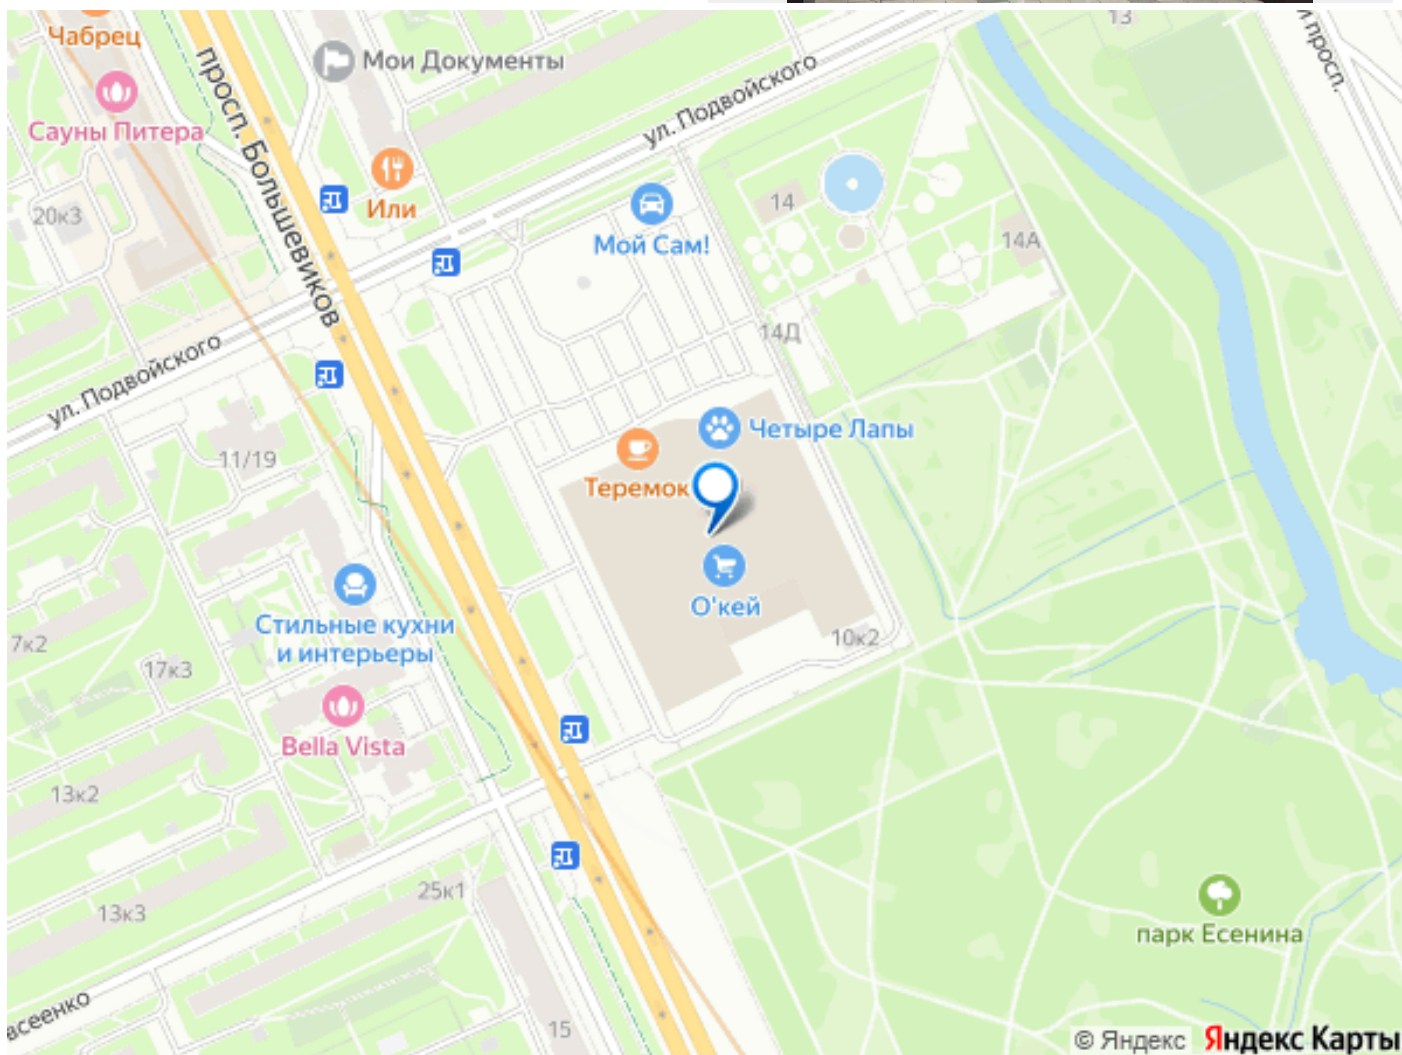 Чабрец
Мои Документы
13
и просп.
просп. Большевиков
Сауны Питера
ул. Подвойского
Или
20к3
14
Мой Сам!
14А
14Д
ул. Подвойского
Четыре Лапы
11/19
Теремок
О'кей
Стильные кухни
и интерьеры
10к2
7к2
17к3
Bella Vista
13к2
25к1
13к3
парк Есенина
асеенко
15
© Яндекс Яндекс Карты